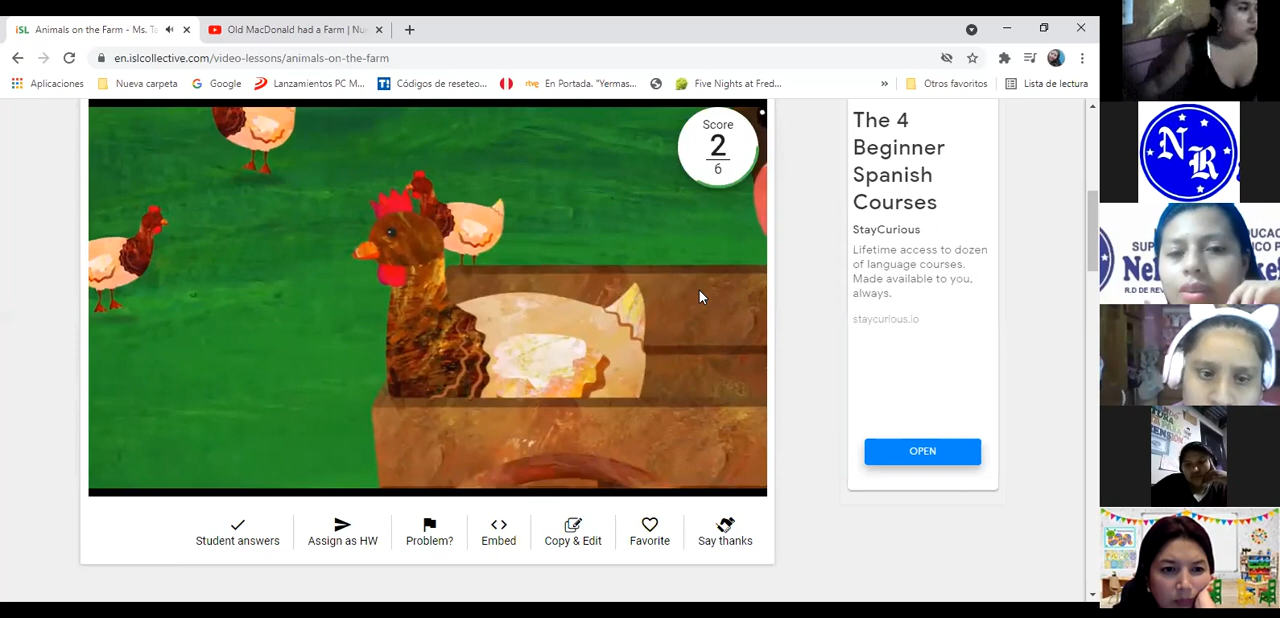 iSL Animals on the Farm - Ms. Ta
Old MacDonald had a Farm | Nu
en.islcollective.com/video-lessons/animals-on-the-farm
Aplicaciones
Nueva carpeta
Google
Lanzamientos PC M...
Códigos de reseteo...
rtve En Portada. "Yermas...
Five Nights at Fred...
»
Otros favoritos
Lista de lectura
Score
2
6
The 4
Beginner
Spanish
Courses
StayCurious
Lifetime access to dozen
of language courses.
Made available to you,
always.
staycurious.io
OPEN
Student answers
Assign as HW
Problem?
Embed
Copy & Edit
Favorite
Say thanks
N R